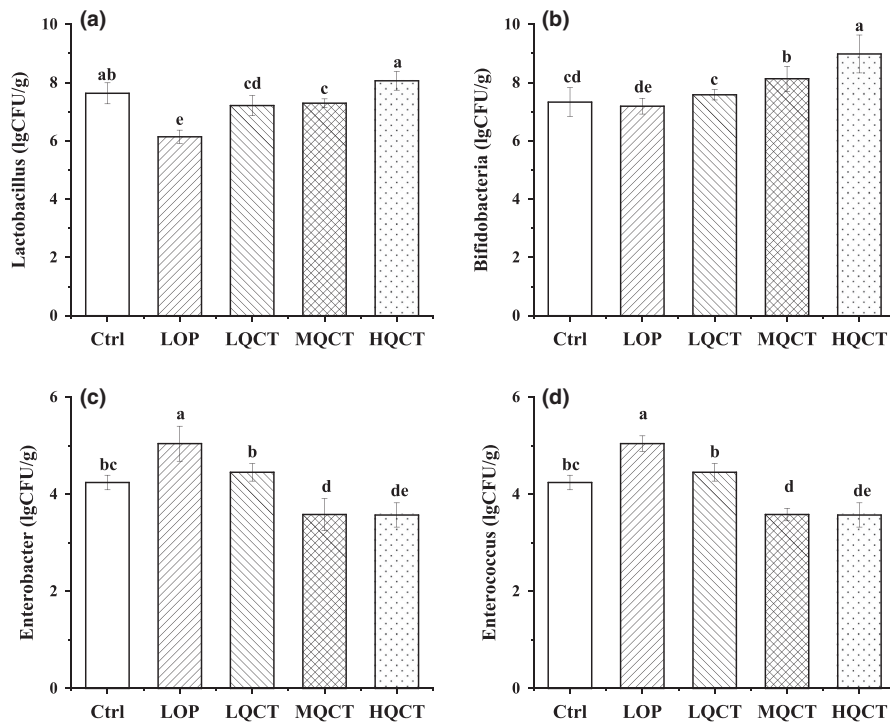 (a)
Lactobacillus (lgCFU/g)
10
8
6
4
2
0
ab
e
cd
c
a
Ctrl LOP LQCT MQCT HQCT
(b)
Bifidobacteria (lgCFU/g)
10
8
6
4
2
0
cd
de
c
b
a
Ctrl LOP LQCT MQCT HQCT
(c)
Enterobacter (lgCFU/g)
6
4
2
0
bc
a
b
d
de
Ctrl LOP LQCT MQCT HQCT
(d)
Enterococcus (lgCFU/g)
6
4
2
0
bc
a
b
d
de
Ctrl LOP LQCT MQCT HQCT